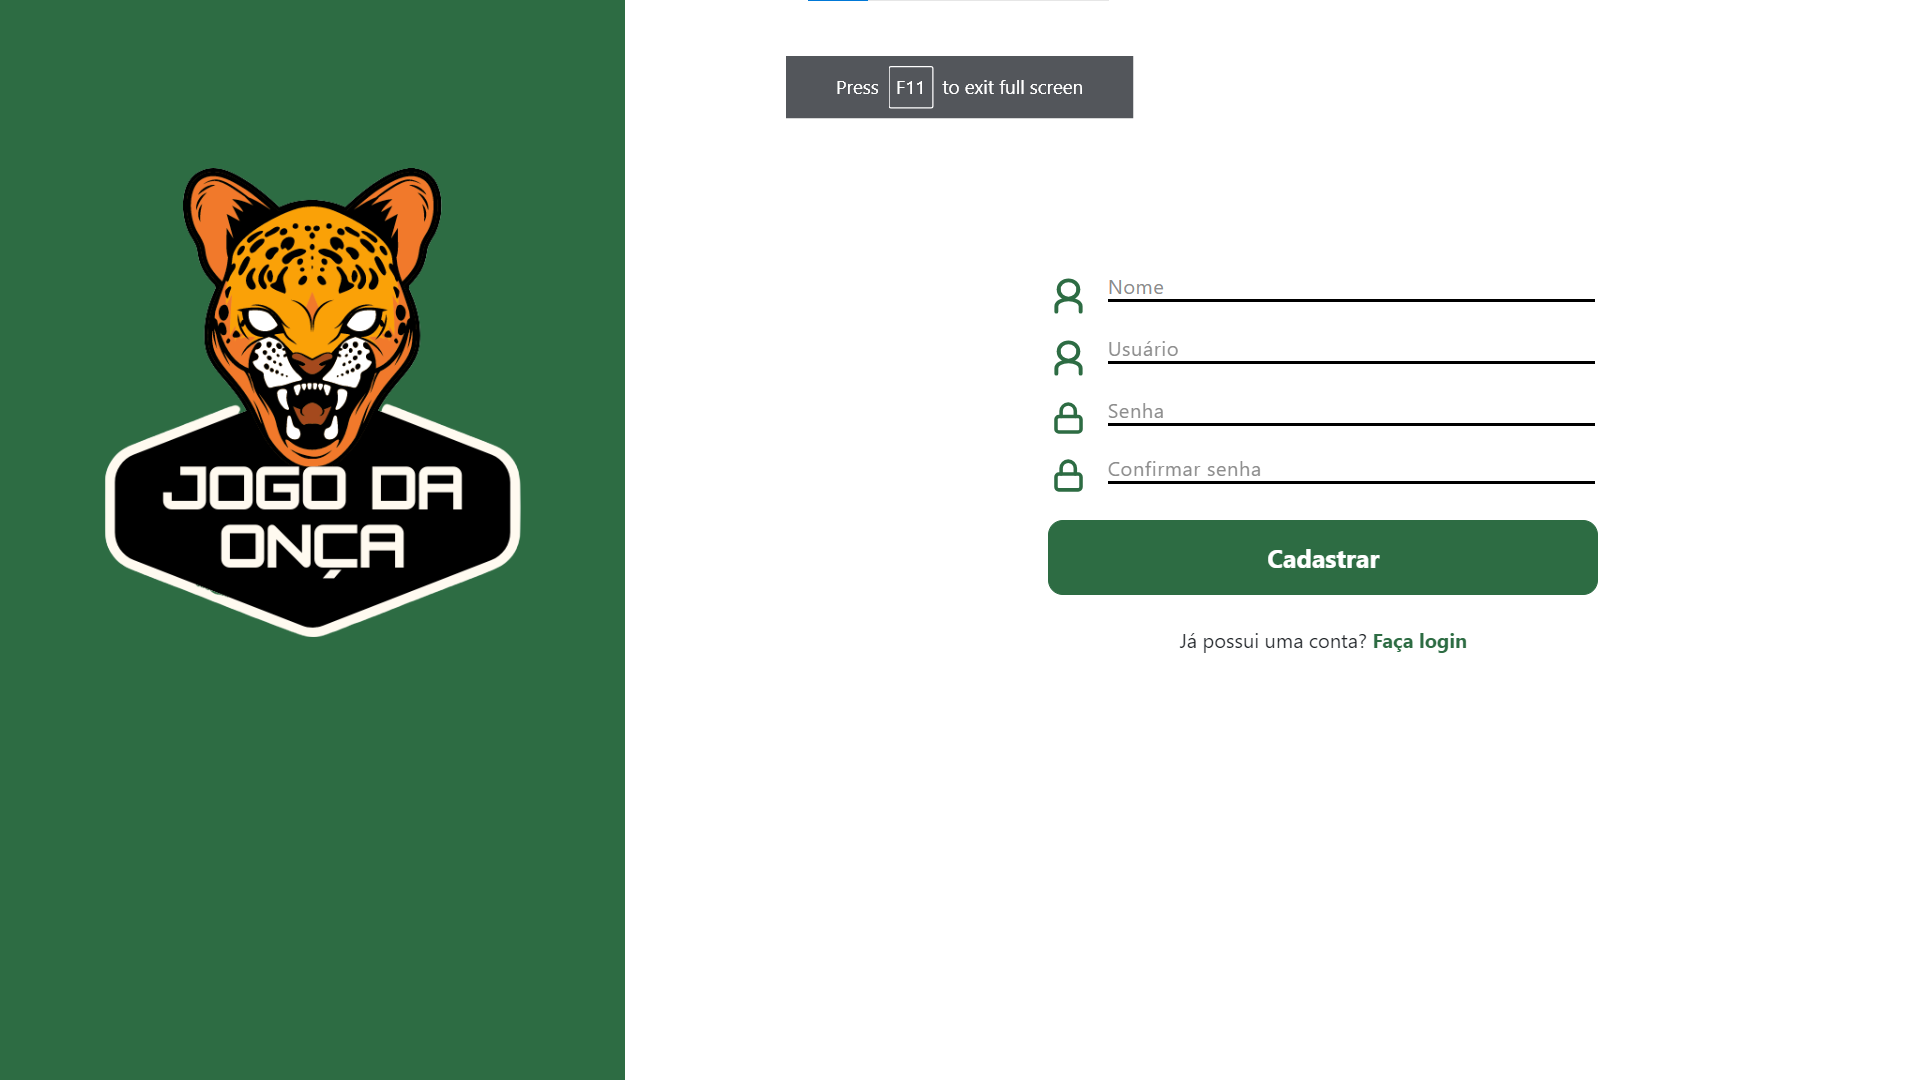 Press F11 to exit full screen
JOGO DA
ONÇA
Nome
Usuário
Senha
Confirmar senha
Cadastrar
Já possui uma conta? Faça login